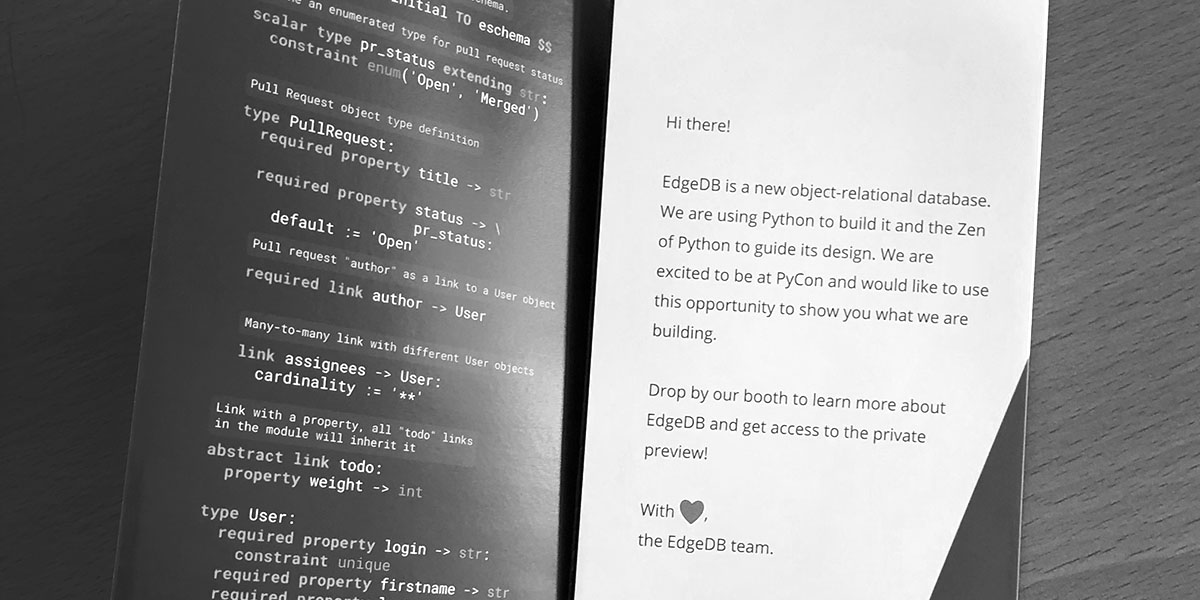 initial TO eschema $$
an enumerated type for pull request status
scalar type pr_status extending str:
constraint enum('Open', 'Merged')
Pull Request object type definition
type PullRequest:
required property title -> str
required property status -> \
pr_status:
default := 'Open'
Pull request "author" as a link to a User object
required link author -> User
Many-to-many link with different User objects
link assignees -> User:
cardinality := '**'
Link with a property, all "todo" links
in the module will inherit it
abstract link todo:
property weight -> int
type User:
required property login -> str:
constraint unique
required property firstname -> str
required property
Hi there!
EdgeDB is a new object-relational database.
We are using Python to build it and the Zen
of Python to guide its design. We are
excited to be at PyCon and would like to use
this opportunity to show you what we are
building.
Drop by our booth to learn more about
EdgeDB and get access to the private
preview!
With ♥,
the EdgeDB team.